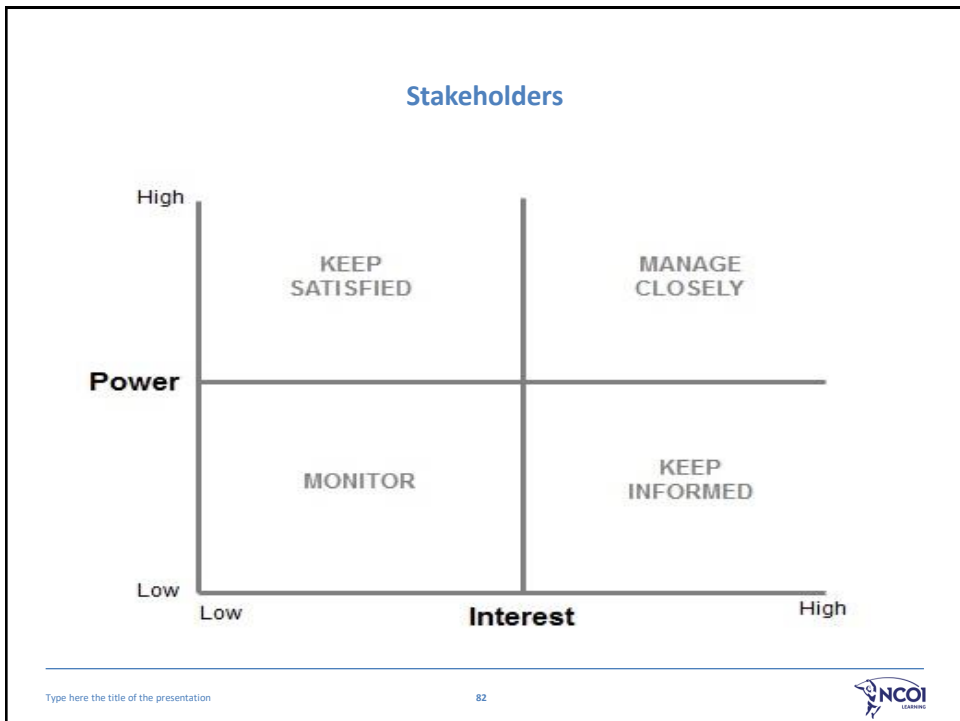 Stakeholders
High
KEEP
SATISFIED
MANAGE
CLOSELY
Power
MONITOR
KEEP
INFORMED
Low
Low
Interest
High
Type here the title of the presentation
82
NCOI
LEARNING